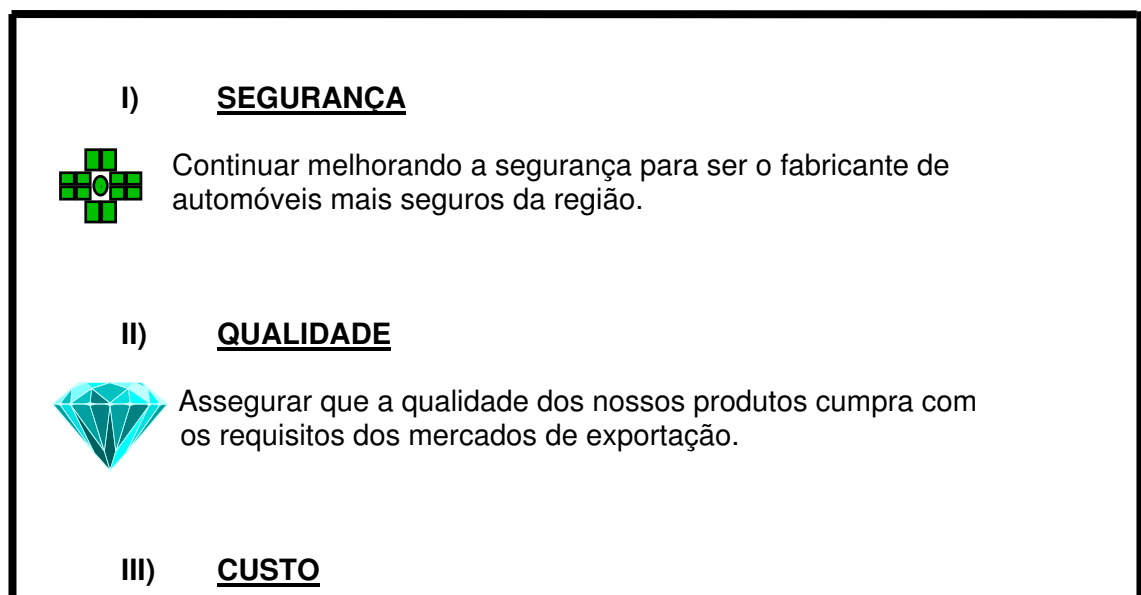 I) SEGURANÇA
Continuar melhorando a segurança para ser o fabricante de
automóveis mais seguros da região.
II) QUALIDADE
Assegurar que a qualidade dos nossos produtos cumpra com
os requisitos dos mercados de exportação.
III) CUSTO